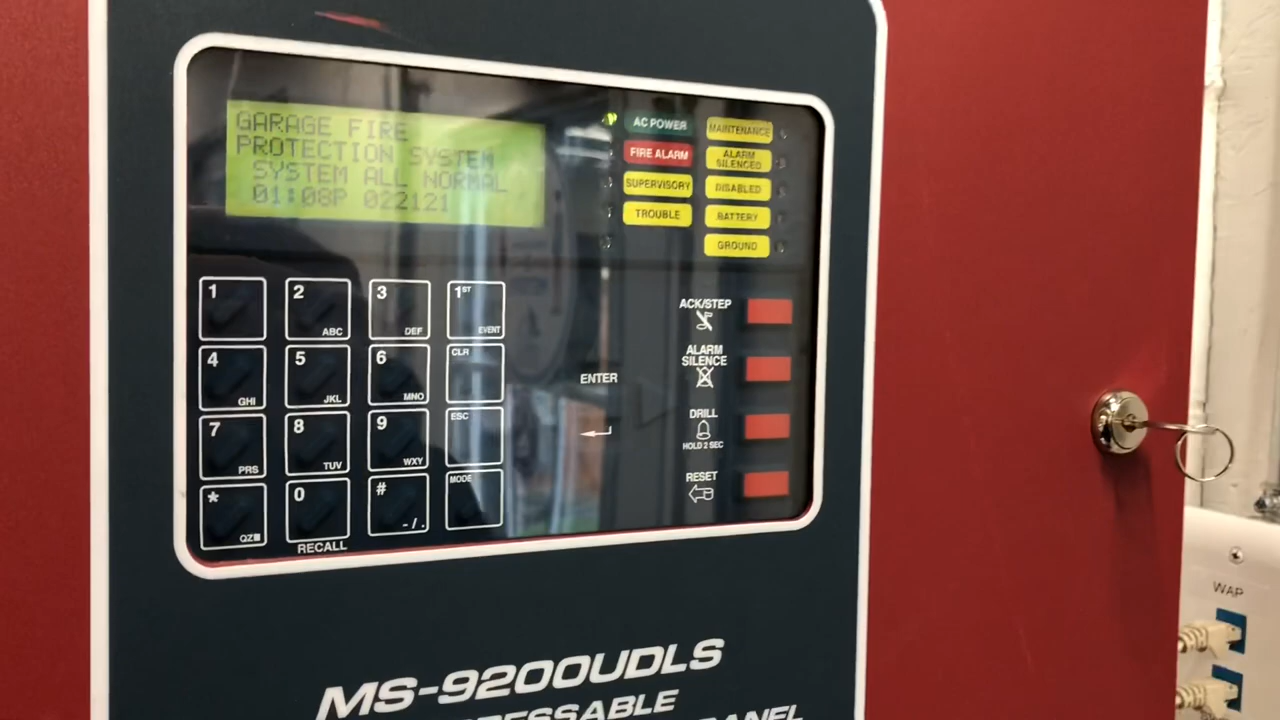 GARAGE FIRE
PROTECTION SYSTEM
SYSTEM ALL NORMAL
01:08P 022121
AC POWER
FIRE ALARM
SUPERVISORY
TROUBLE
MAINTENANCE
ALARM
SILENCED
DISABLED
BATTERY
GROUND
1
2 ABC
3 DEF
1ST EVENT
4 GHI
5 JKL
6 MNO
CLR
7 PRS
8 TUV
9 WXY
ESC
* QZ
0
# - / .
MODE
RECALL
ENTER
ACK/STEP
ALARM
SILENCE
DRILL
HOLD 2 SEC
RESET
MS-9200UDLS
WAP